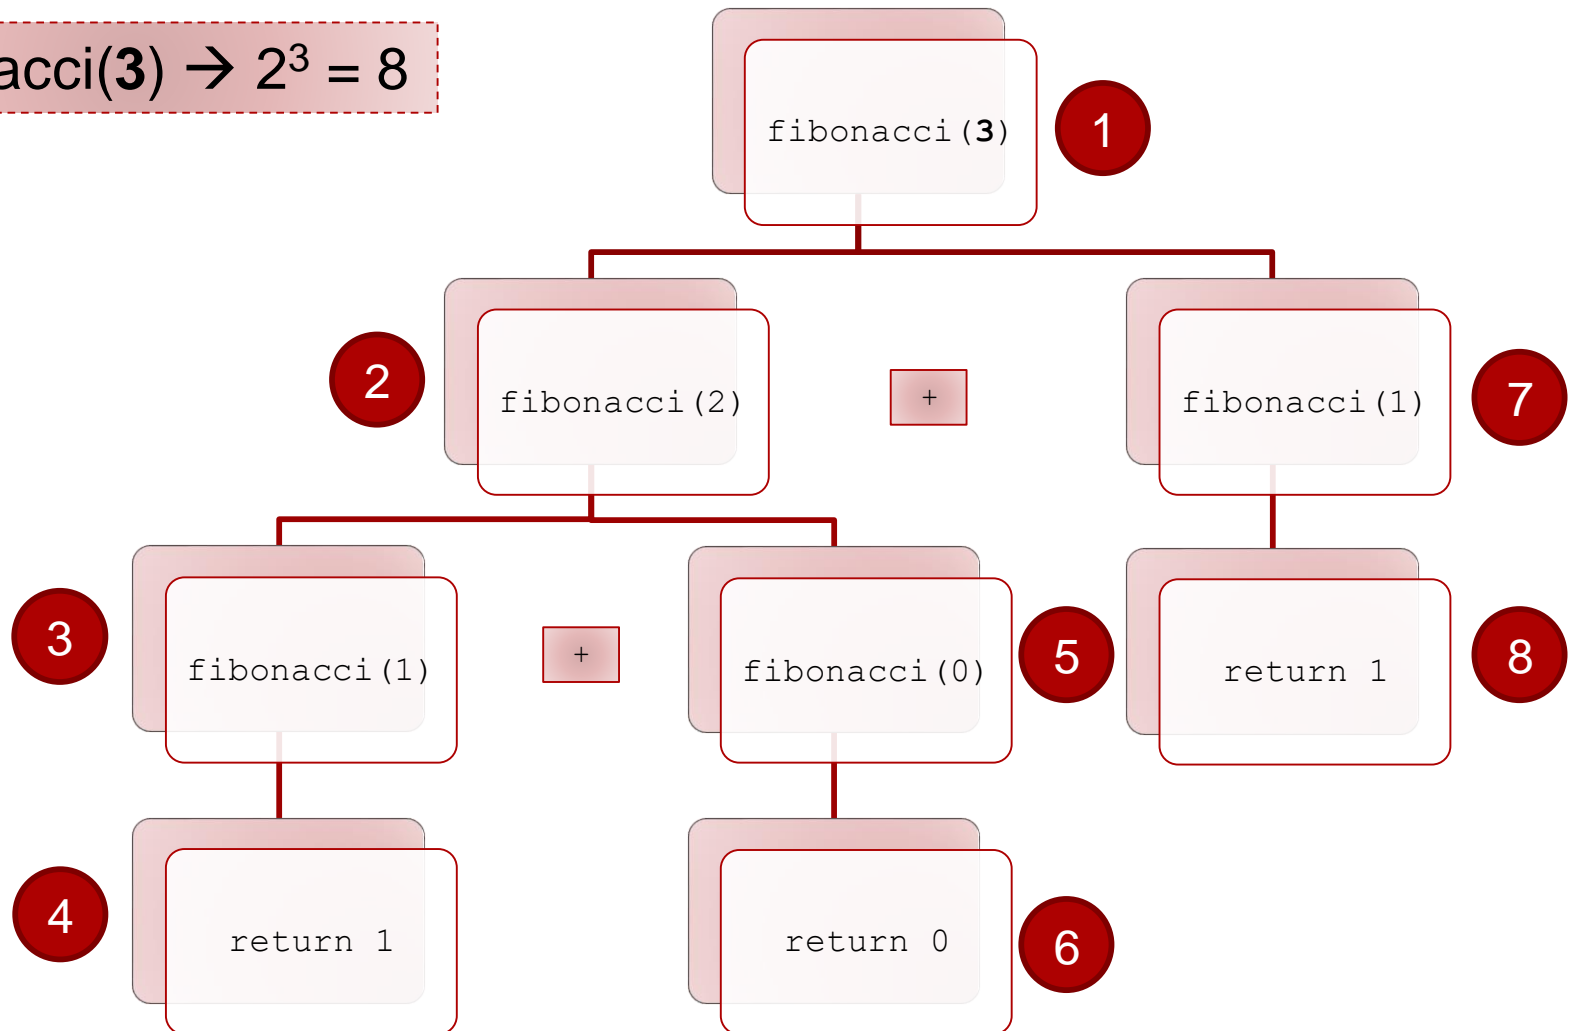 acci(3) → 2³ = 8
fibonacci(3)
1
2
fibonacci(2)
+
fibonacci(1)
7
3
fibonacci(1)
+
fibonacci(0)
5
return 1
8
4
return 1
return 0
6